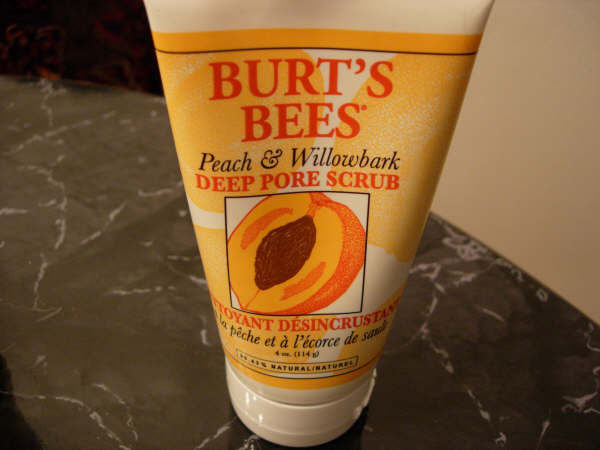 BURT'S
BEES®
Peach & Willowbark
DEEP PORE SCRUB
DÉSINCRUSTANT
la pêche et à l'écorce de saule
4 oz. (114 g)
NATURAL/NATUREL